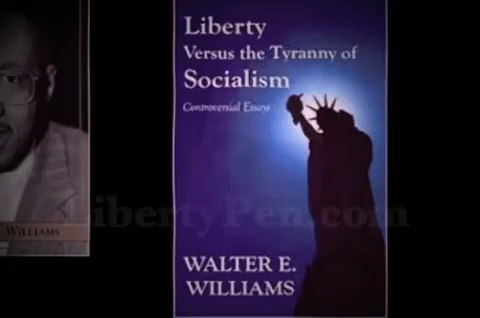 Liberty
Versus the Tyranny of
Socialism
Controversial Essays
LibertyPen.com
WILLIAMS
WALTER E.
WILLIAMS